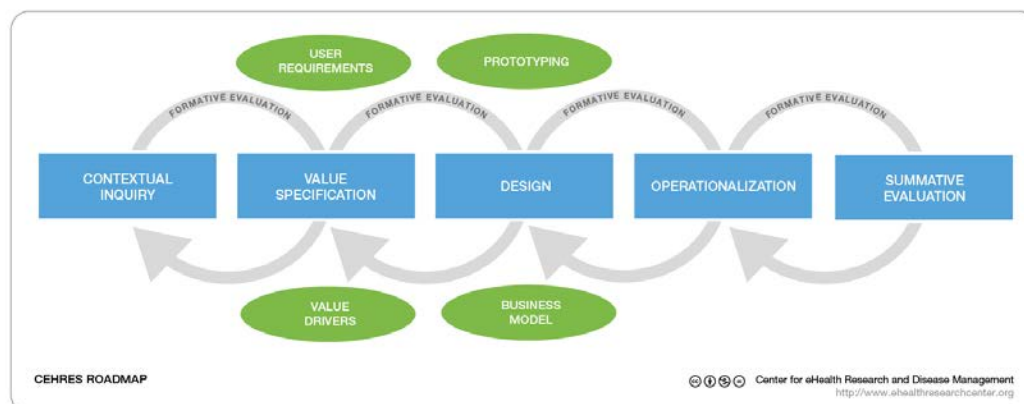 USER
REQUIREMENTS
PROTOTYPING
FORMATIVE EVALUATION
FORMATIVE EVALUATION
FORMATIVE EVALUATION
FORMATIVE EVALUATION
CONTEXTUAL
INQUIRY
VALUE
SPECIFICATION
DESIGN
OPERATIONALIZATION
SUMMATIVE
EVALUATION
VALUE
DRIVERS
BUSINESS
MODEL
CEHRES ROADMAP
Center for eHealth Research and Disease Management
http://www.ehealthresearchcenter.org